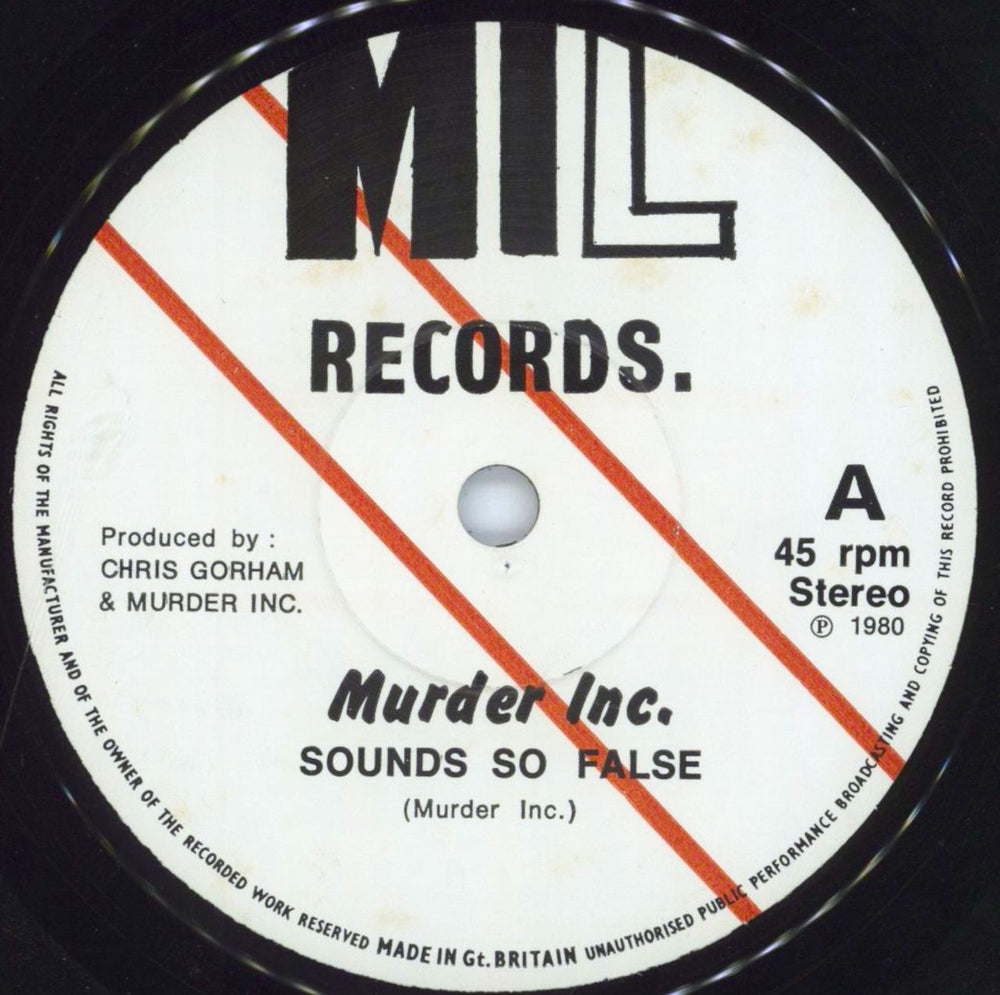 MIL
RECORDS.
A
45 rpm
Stereo
℗ 1980
Produced by :
CHRIS GORHAM
& MURDER INC.
Murder Inc.
SOUNDS SO FALSE
(Murder Inc.)
ALL RIGHTS OF THE MANUFACTURER AND OF THE OWNER OF THE RECORDED WORK RESERVED MADE IN Gt. BRITAIN UNAUTHORISED PUBLIC PERFORMANCE BROADCASTING AND COPYING OF THIS RECORD PROHIBITED